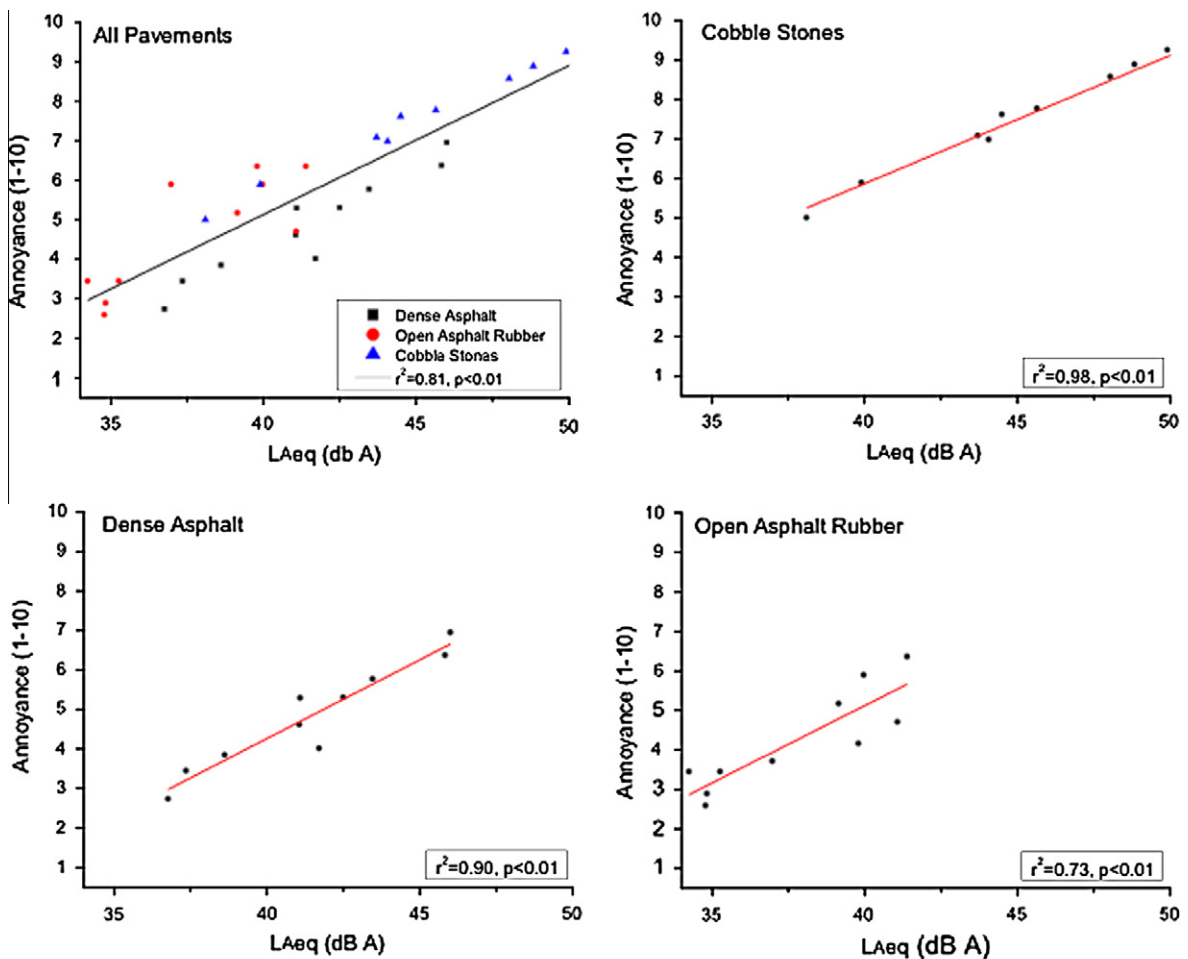 All Pavements
Annoyance (1-10)
10
9
8
7
6
5
4
3
2
1
Dense Asphalt
Open Asphalt Rubber
Cobble Stonas
r²=0.81, p<0.01
35
40
45
50
LAeq (db A)
Cobble Stones
Annoyance (1-10)
10
9
8
7
6
5
4
3
2
1
r²=0.98, p<0.01
35
40
45
50
LAeq (dB A)
Dense Asphalt
Annoyance (1-10)
10
9
8
7
6
5
4
3
2
1
r²=0.90, p<0.01
35
40
45
50
LAeq (dB A)
Open Asphalt Rubber
Annoyance (1-10)
10
9
8
7
6
5
4
3
2
1
r²=0.73, p<0.01
35
40
45
50
LAeq (dB A)